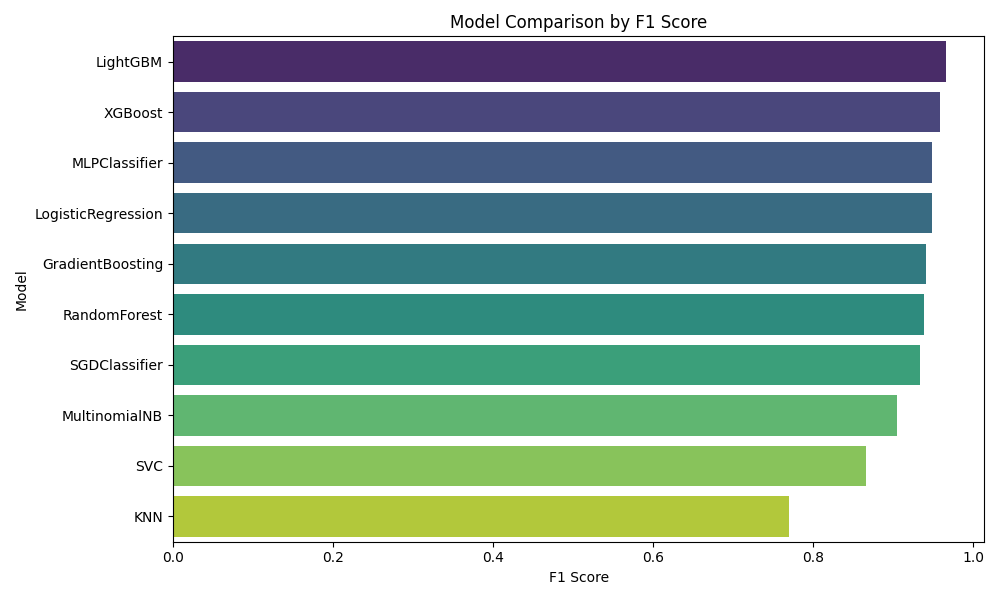 Model Comparison by F1 Score
Model
LightGBM
XGBoost
MLPClassifier
LogisticRegression
GradientBoosting
RandomForest
SGDClassifier
MultinomialNB
SVC
KNN
0.0 0.2 0.4 0.6 0.8 1.0
F1 Score